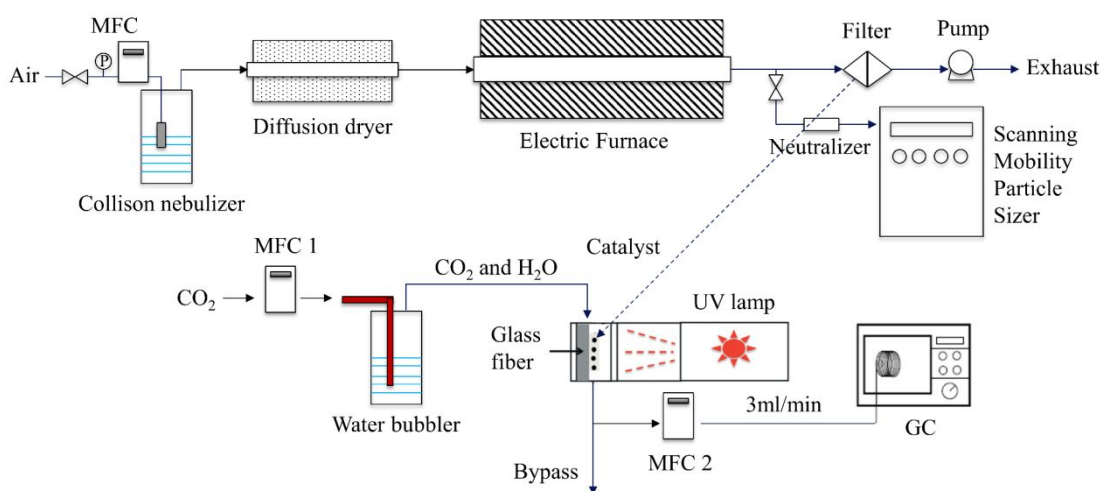 MFC
Air
P
Collison nebulizer
Diffusion dryer
Electric Furnace
Filter
Pump
Exhaust
Neutralizer
Scanning
Mobility
Particle
Sizer
Catalyst
MFC 1
CO₂
CO₂ and H₂O
Water bubbler
Glass
fiber
UV lamp
3ml/min
MFC 2
GC
Bypass